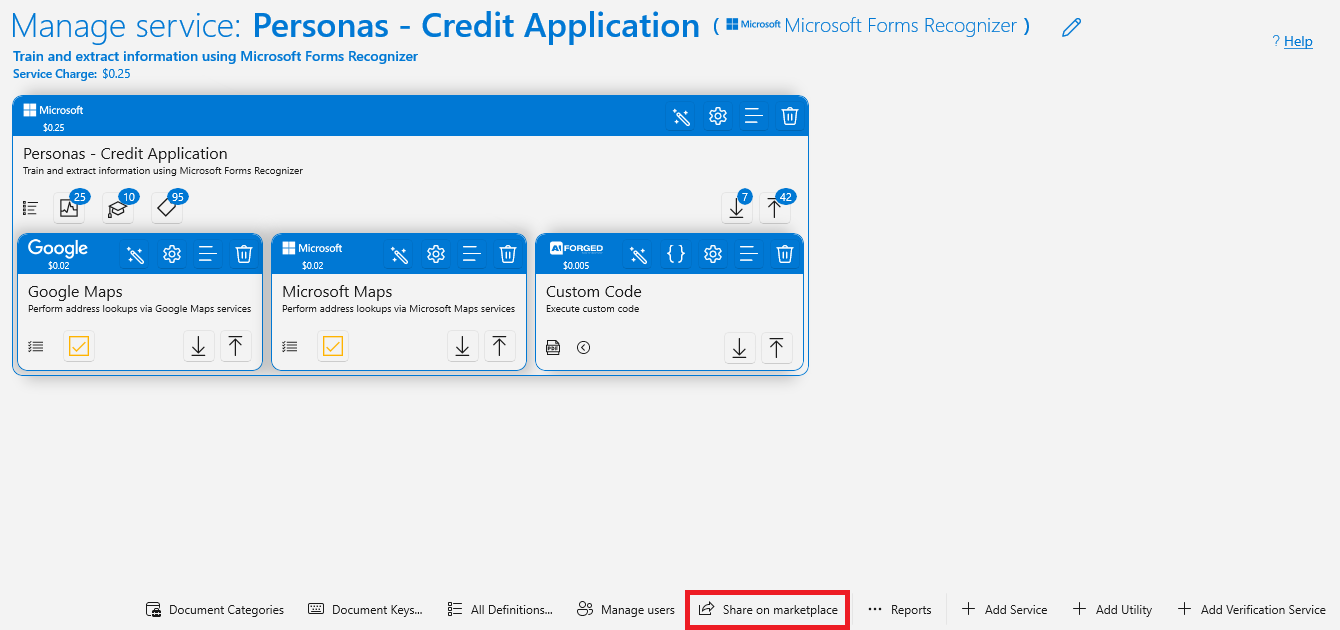 Manage service: Personas - Credit Application ( Microsoft Microsoft Forms Recognizer )
? Help
Train and extract information using Microsoft Forms Recognizer
Service Charge: $0.25
Microsoft
$0.25
Personas - Credit Application
Train and extract information using Microsoft Forms Recognizer
25 10 95 7 42
Google
$0.02
Google Maps
Perform address lookups via Google Maps services
Microsoft
$0.02
Microsoft Maps
Perform address lookups via Microsoft Maps services
AIFORGED
$0.005
{ }
Custom Code
Execute custom code
PDF
Document Categories Document Keys... All Definitions... Manage users Share on marketplace Reports Add Service Add Utility Add Verification Service